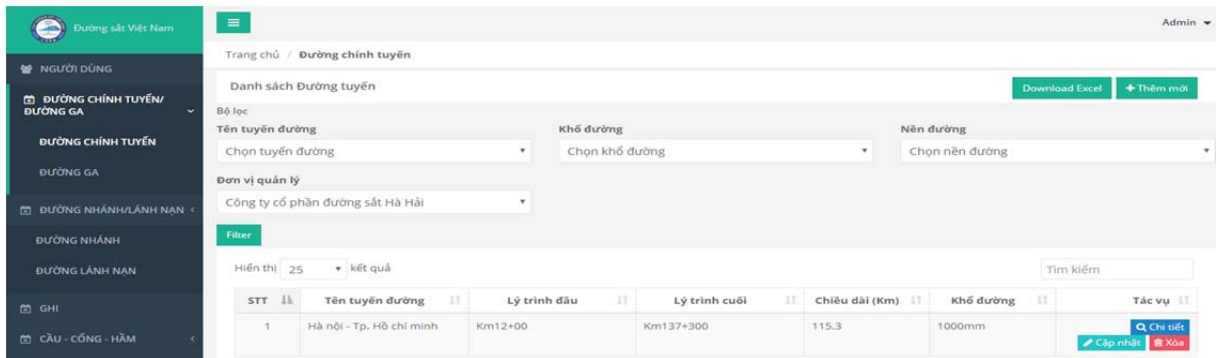 Đường sắt Việt Nam
Admin
Trang chủ / Đường chính tuyến
NGƯỜI DÙNG
Danh sách Đường tuyến
Download Excel
Thêm mới
ĐƯỜNG CHÍNH TUYẾN/
ĐƯỜNG GA
Bộ lọc
Tên tuyến đường
Khổ đường
Nền đường
ĐƯỜNG CHÍNH TUYẾN
Chọn tuyến đường
Chọn khổ đường
Chọn nền đường
ĐƯỜNG GA
Đơn vị quản lý
Công ty cổ phần đường sắt Hà Hải
ĐƯỜNG NHÁNH/LÁNH NẠN
Filter
ĐƯỜNG NHÁNH
ĐƯỜNG LÁNH NẠN
Hiển thị 25 kết quả
Tìm kiếm
STT Tên tuyến đường Lý trình đầu Lý trình cuối Chiều dài (Km) Khổ đường Tác vụ
GHI
1 Hà nội - Tp. Hồ chí minh Km12+00 Km137+300 115.3 1000mm Chi tiết
CẦU - CỐNG - HẦM
Cập nhật Xóa